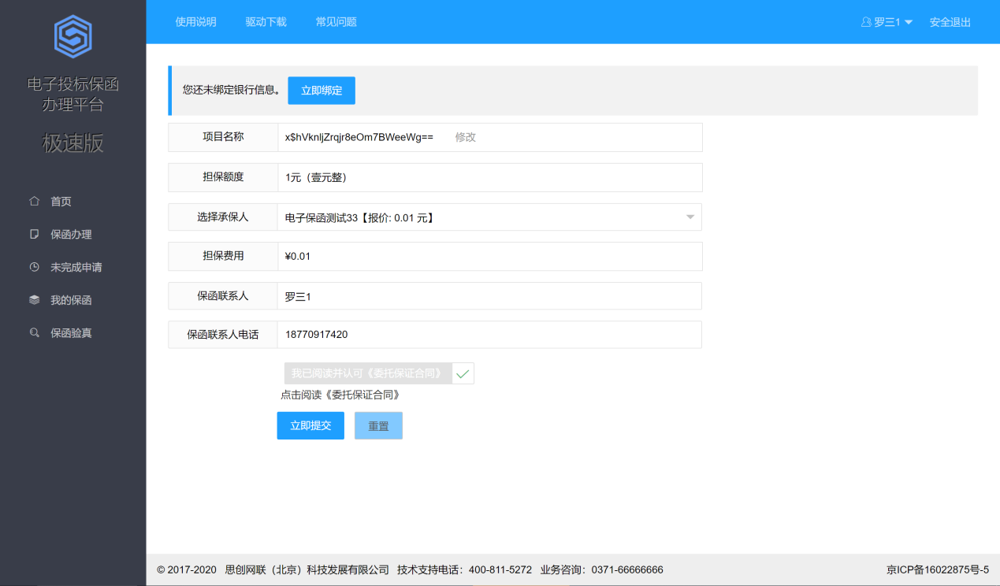 电子投标保函
办理平台
极速版
首页
保函办理
未完成申请
我的保函
保函验真
使用说明 驱动下载 常见问题 罗三1 安全退出
您还未绑定银行信息。 立即绑定
项目名称 x$hVknljZrqjr8eOm7BWeeWg== 修改
担保额度 1元（壹元整）
选择承保人 电子保函测试33【报价: 0.01 元】
担保费用 ¥0.01
保函联系人 罗三1
保函联系人电话 18770917420
我已阅读并认可《委托保证合同》
点击阅读《委托保证合同》
立即提交 重置
© 2017-2020 思创网联（北京）科技发展有限公司 技术支持电话：400-811-5272 业务咨询：0371-66666666 京ICP备16022875号-5